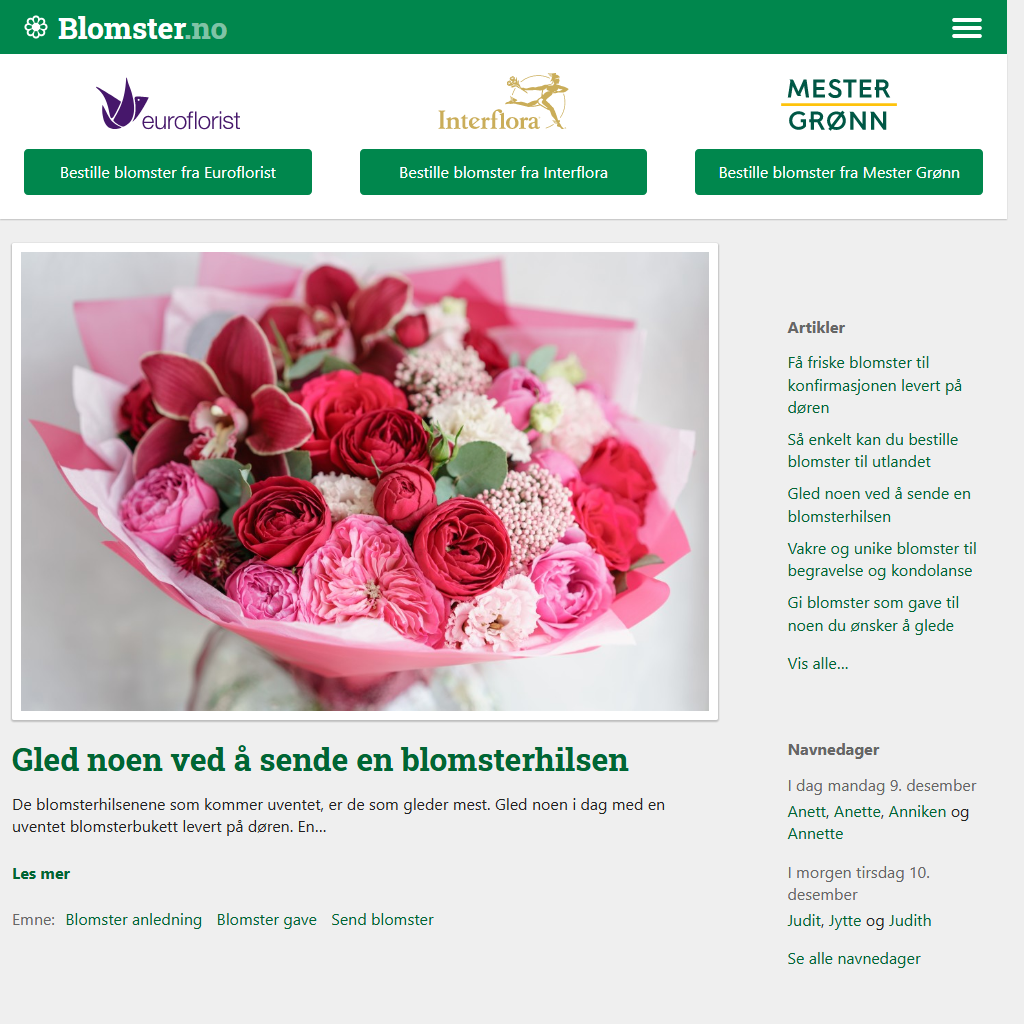 Blomster.no
euroflorist
Interflora
MESTER
GRØNN
Bestille blomster fra Euroflorist
Bestille blomster fra Interflora
Bestille blomster fra Mester Grønn
Gled noen ved å sende en blomsterhilsen
De blomsterhilsenene som kommer uventet, er de som gleder mest. Gled noen i dag med en
uventet blomsterbukett levert på døren. En...
Les mer
Emne: Blomster anledning Blomster gave Send blomster
Artikler
Få friske blomster til
konfirmasjonen levert på
døren
Så enkelt kan du bestille
blomster til utlandet
Gled noen ved å sende en
blomsterhilsen
Vakre og unike blomster til
begravelse og kondolanse
Gi blomster som gave til
noen du ønsker å glede
Vis alle...
Navnedager
I dag mandag 9. desember
Anett, Anette, Anniken og
Annette
I morgen tirsdag 10.
desember
Judit, Jytte og Judith
Se alle navnedager